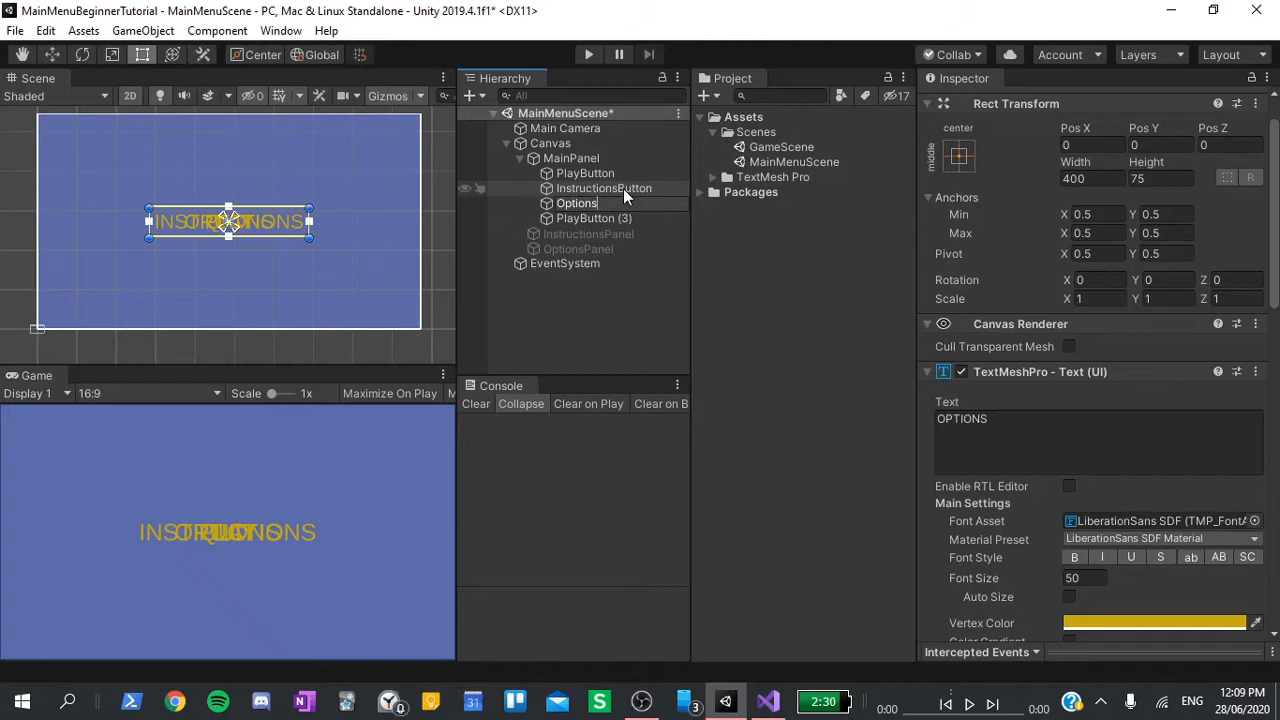 MainMenuBeginnerTutorial - MainMenuScene - PC, Mac & Linux Standalone - Unity 2019.4.1f1* <DX11>
File Edit Assets GameObject Component Window Help
Center Global Collab Account Layers Layout
Scene
Shaded 2D 0 Gizmos
INSTRUCTIONS
Hierarchy
All
MainMenuScene*
Main Camera
Canvas
MainPanel
PlayButton
InstructionsButton
Options
PlayButton (3)
InstructionsPanel
OptionsPanel
EventSystem
Project
17
Assets
Scenes
GameScene
MainMenuScene
TextMesh Pro
Packages
Inspector
Rect Transform
center
middle
Pos X Pos Y Pos Z
0 0 0
Width Height
400 75
R
Anchors
Min X 0.5 Y 0.5
Max X 0.5 Y 0.5
Pivot X 0.5 Y 0.5
Rotation X 0 Y 0 Z 0
Scale X 1 Y 1 Z 1
Canvas Renderer
Cull Transparent Mesh
TextMeshPro - Text (UI)
Text
OPTIONS
Enable RTL Editor
Main Settings
Font Asset LiberationSans SDF (TMP_FontA
Material Preset LiberationSans SDF Material
Font Style B I U S ab AB SC
Font Size 50
Auto Size
Vertex Color
Color Gradient
Intercepted Events
Game
Display 1 16:9 Scale 1x Maximize On Play M
INSTRUCTIONS
Console
Clear Collapse Clear on Play Clear on B
2:30
0:00 0:00
ENG
12:09 PM
28/06/2020